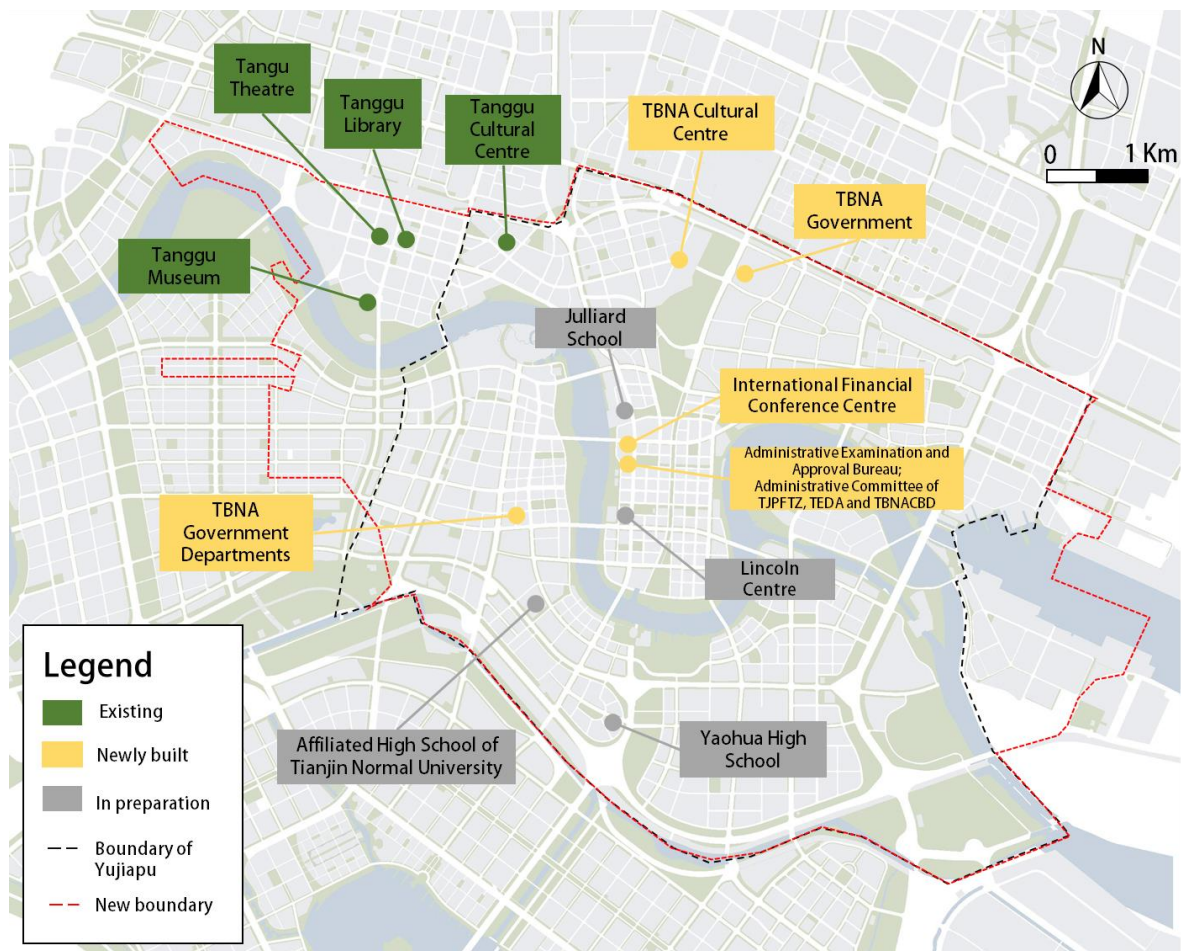 Tangu
Theatre
Tanggu
Library
Tanggu
Cultural
Centre
TBNA Cultural
Centre
N
0 1 Km
TBNA
Government
Tanggu
Museum
Julliard
School
International Financial
Conference Centre
Administrative Examination and
Approval Bureau;
Administrative Committee of
TJPFTZ, TEDA and TBNACBD
TBNA
Government
Departments
Lincoln
Centre
Affiliated High School of
Tianjin Normal University
Yaohua High
School
Legend
Existing
Newly built
In preparation
Boundary of
Yujiapu
New boundary